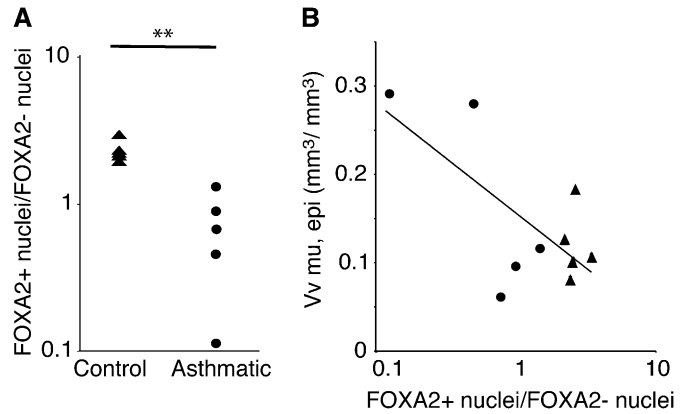 A
**
10
1
0.1
FOXA2+ nuclei/FOXA2- nuclei
Control Asthmatic
B
0.3
0.2
0.1
0
Vv mu, epi (mm³/ mm³)
0.1 1 10
FOXA2+ nuclei/FOXA2- nuclei